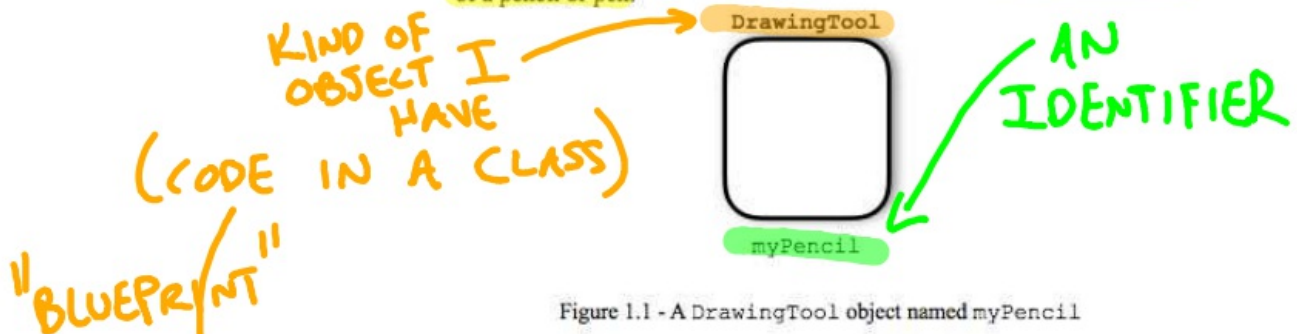 DrawingTool
KIND OF
OBJECT I
HAVE
(CODE IN A CLASS)
"BLUEPRINT"
AN
IDENTIFIER
myPencil
Figure 1.1 - A DrawingTool object named myPencil